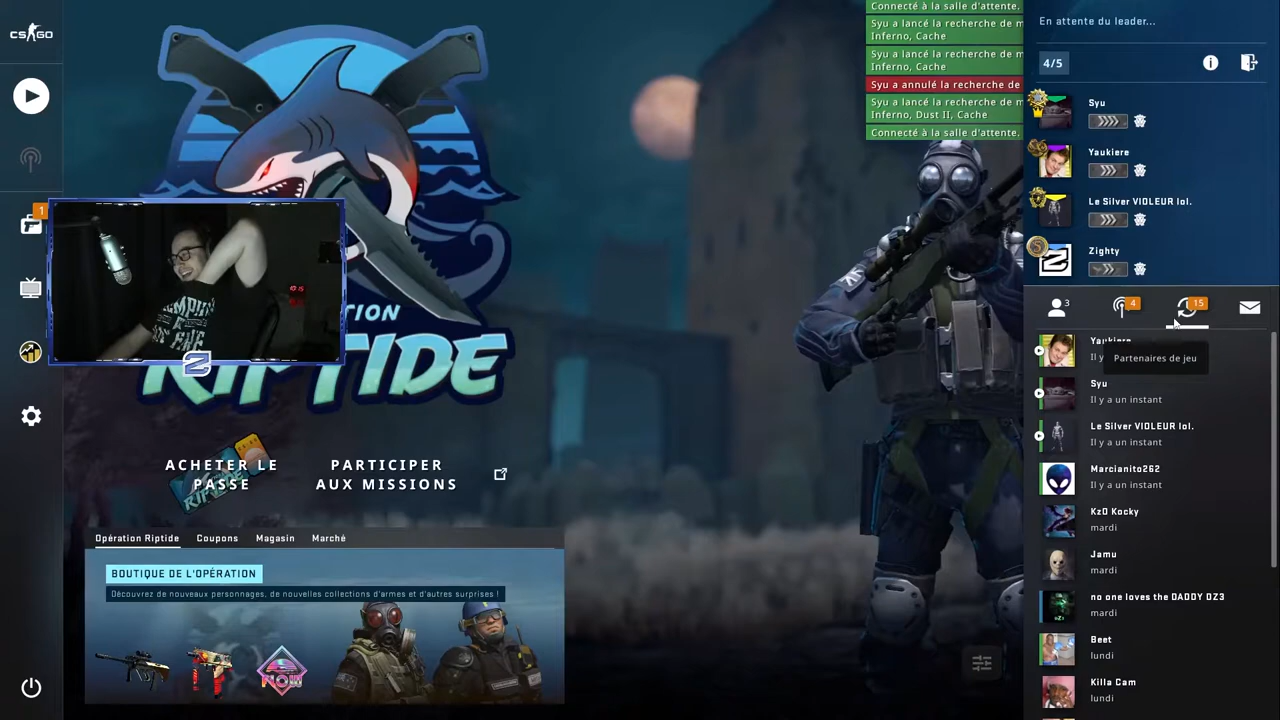 CS:GO
1
TION
RIPTIDE
ACHETER LE
PASSE
PARTICIPER
AUX MISSIONS
Opération Riptide
Coupons
Magasin
Marché
BOUTIQUE DE L'OPÉRATION
Découvrez de nouveaux personnages, de nouvelles collections d'armes et d'autres surprises !
Connecté à la salle d'attente.
Syu a lancé la recherche de m
Inferno, Cache
Syu a lancé la recherche de m
Inferno, Cache
Syu a annulé la recherche de
Syu a lancé la recherche de m
Inferno, Dust II, Cache
Connecté à la salle d'attente.
En attente du leader...
4/5
Syu
Yaukiere
Le Silver VIOLEUR lol.
Zighty
3
4
15
Yaukiere
Il y
Partenaires de jeu
Syu
Il y a un instant
Le Silver VIOLEUR lol.
Il y a un instant
Marcianito262
Il y a un instant
KzO Kocky
mardi
Jamu
mardi
no one loves the DADDY DZ3
mardi
Beet
lundi
Killa Cam
lundi